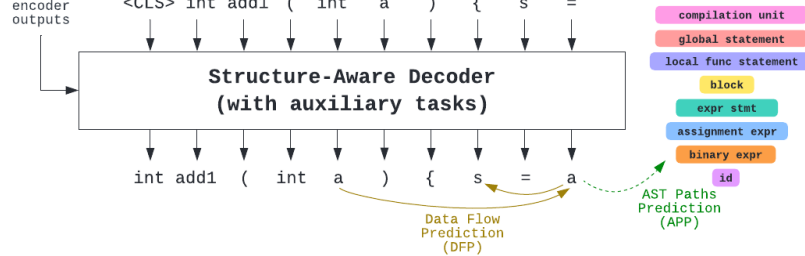 encoder
outputs
<CLS> int add1 ( int a ) { s =
Structure-Aware Decoder
(with auxiliary tasks)
int add1 ( int a ) { s = a
Data Flow
Prediction
(DFP)
AST Paths
Prediction
(APP)
compilation unit
global statement
local func statement
block
expr stmt
assignment expr
binary expr
id